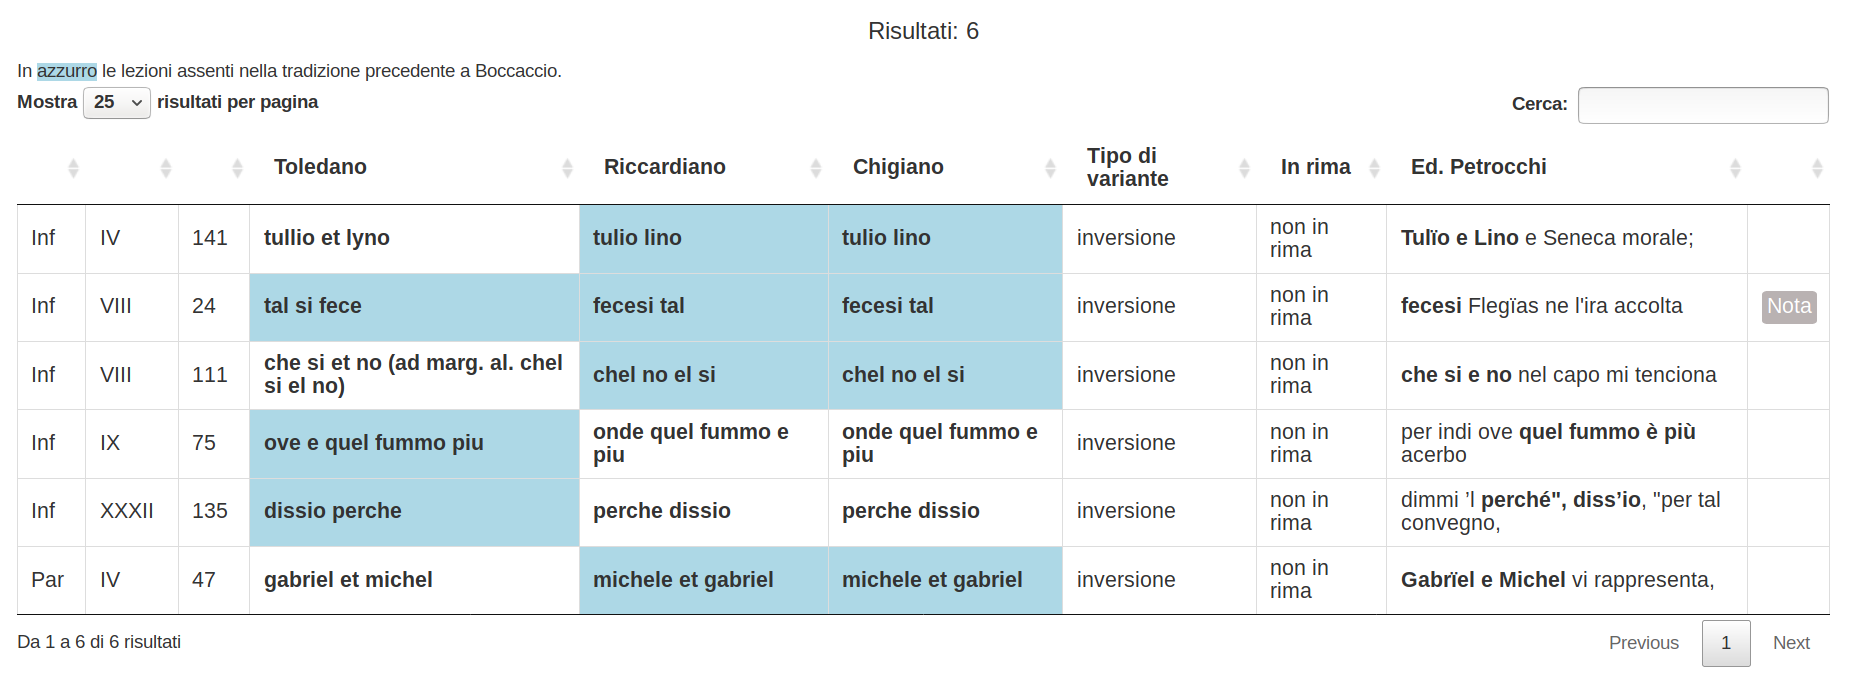 Risultati: 6
In azzurro le lezioni assenti nella tradizione precedente a Boccaccio.
Mostra 25 risultati per pagina
Cerca:
Toledano Riccardiano Chigiano Tipo di variante In rima Ed. Petrocchi
Inf IV 141 tullio et lyno tulio lino tulio lino inversione non in rima Tulïo e Lino e Seneca morale;
Inf VIII 24 tal si fece fecesi tal fecesi tal inversione non in rima fecesi Flegïas ne l'ira accolta Nota
Inf VIII 111 che si et no (ad marg. al. chel si el no) chel no el si chel no el si inversione non in rima che si e no nel capo mi tenciona
Inf IX 75 ove e quel fummo piu onde quel fummo e piu onde quel fummo e piu inversione non in rima per indi ove quel fummo è più acerbo
Inf XXXII 135 dissio perche perche dissio perche dissio inversione non in rima dimmi ’l perché", diss’io, "per tal convegno,
Par IV 47 gabriel et michel michele et gabriel michele et gabriel inversione non in rima Gabrïel e Michel vi rappresenta,
Da 1 a 6 di 6 risultati
Previous 1 Next